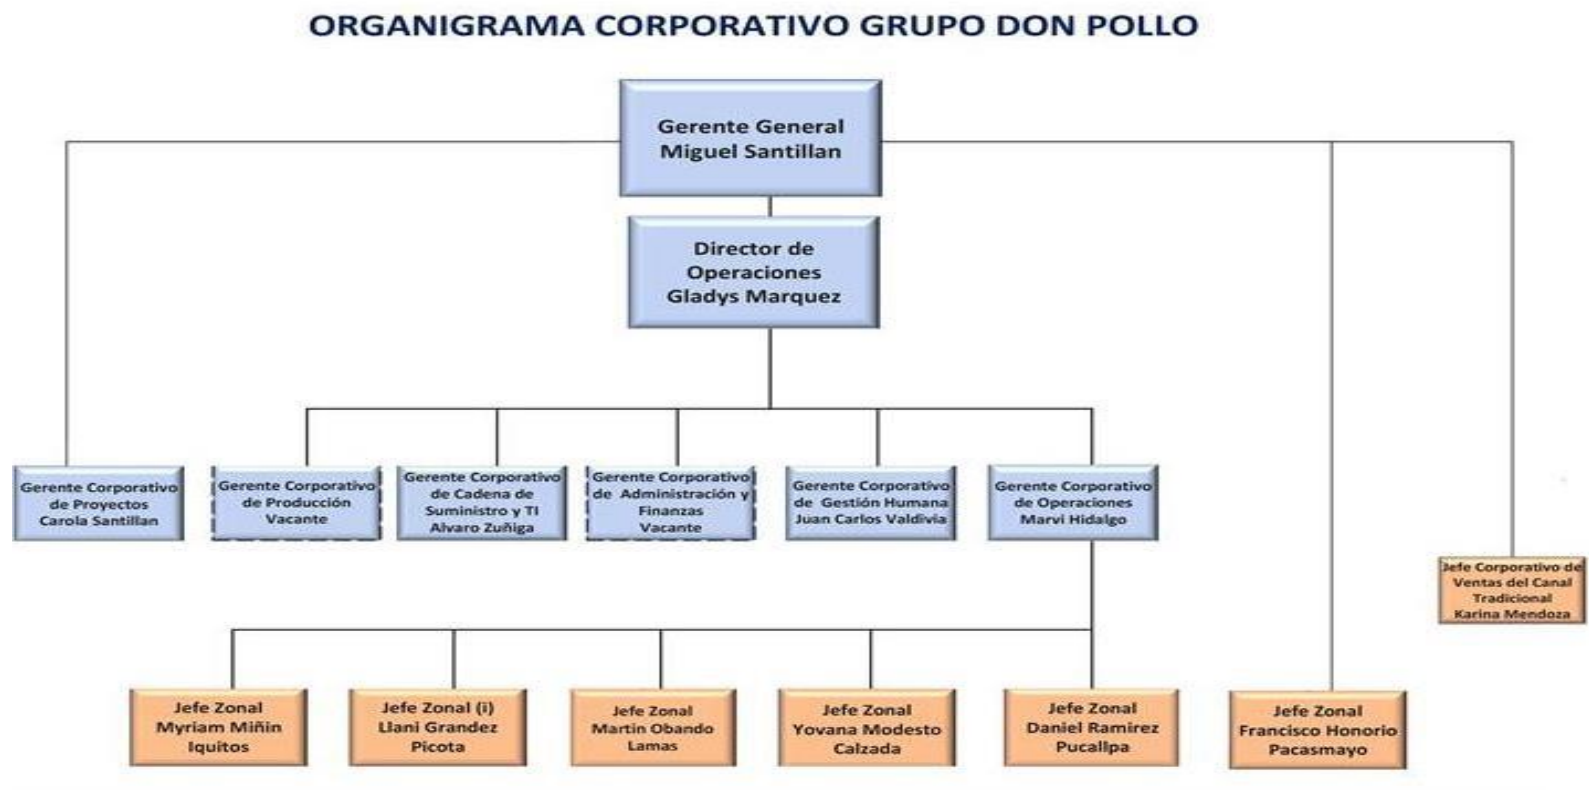 ORGANIGRAMA CORPORATIVO GRUPO DON POLLO
Gerente General
Miguel Santillan
Director de
Operaciones
Gladys Marquez
Gerente Corporativo
de Proyectos
Carola Santillan
Gerente Corporativo
de Producción
Vacante
Gerente Corporativo
de Cadena de
Suministro y TI
Alvaro Zuñiga
Gerente Corporativo
de Administración y
Finanzas
Vacante
Gerente Corporativo
de Gestión Humana
Juan Carlos Valdivia
Gerente Corporativo
de Operaciones
Marvi Hidalgo
Jefe Corporativo de
Ventas del Canal
Tradicional
Karina Mendoza
Jefe Zonal
Myriam Miñin
Iquitos
Jefe Zonal (i)
Llani Grandez
Picota
Jefe Zonal
Martin Obando
Lamas
Jefe Zonal
Yovana Modesto
Calzada
Jefe Zonal
Daniel Ramirez
Pucallpa
Jefe Zonal
Francisco Honorio
Pacasmayo